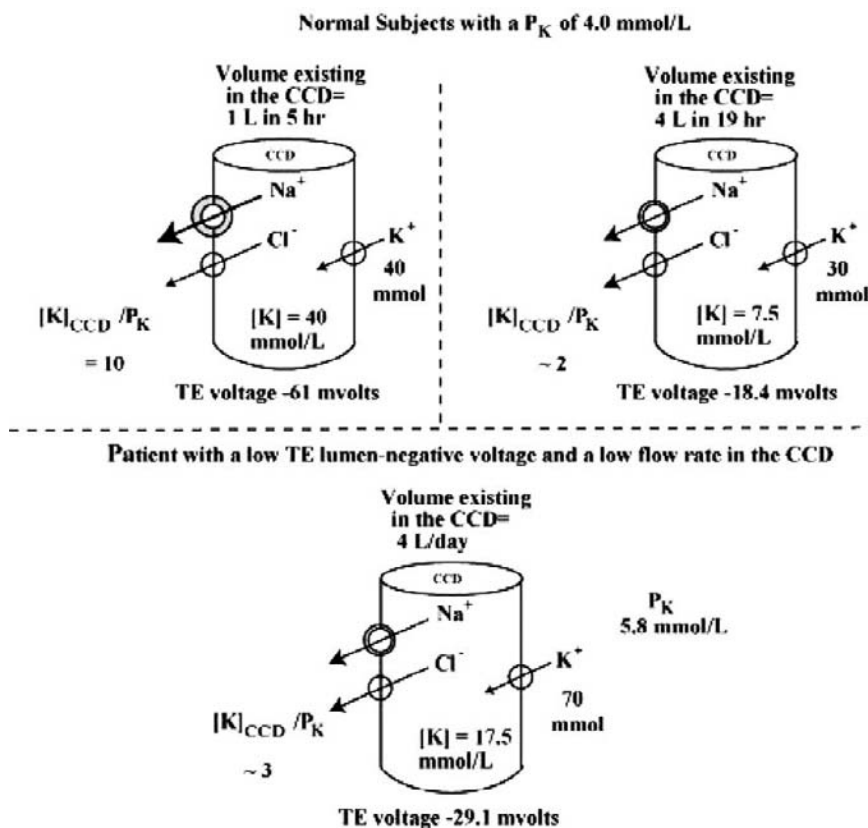 Normal Subjects with a P_K of 4.0 mmol/L
Volume existing
in the CCD=
1 L in 5 hr
CCD
Na+
Cl-
K+
40
mmol
[K]CCD /PK
= 10
[K] = 40
mmol/L
TE voltage -61 mvolts
Volume existing
in the CCD=
4 L in 19 hr
CCD
Na+
Cl-
K+
30
mmol
[K]CCD /PK
~ 2
[K] = 7.5
mmol/L
TE voltage -18.4 mvolts
Patient with a low TE lumen-negative voltage and a low flow rate in the CCD
Volume existing
in the CCD=
4 L/day
CCD
Na+
Cl-
K+
70
mmol
PK
5.8 mmol/L
[K]CCD /PK
~ 3
[K] = 17.5
mmol/L
TE voltage -29.1 mvolts